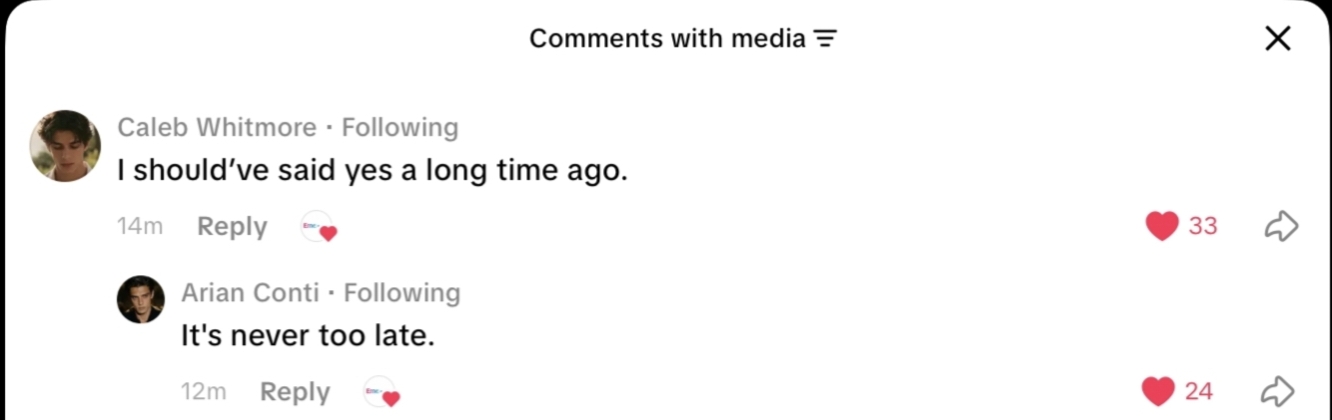 Comments with media
Caleb Whitmore · Following
I should’ve said yes a long time ago.
14m Reply 33
Arian Conti · Following
It's never too late.
12m Reply 24